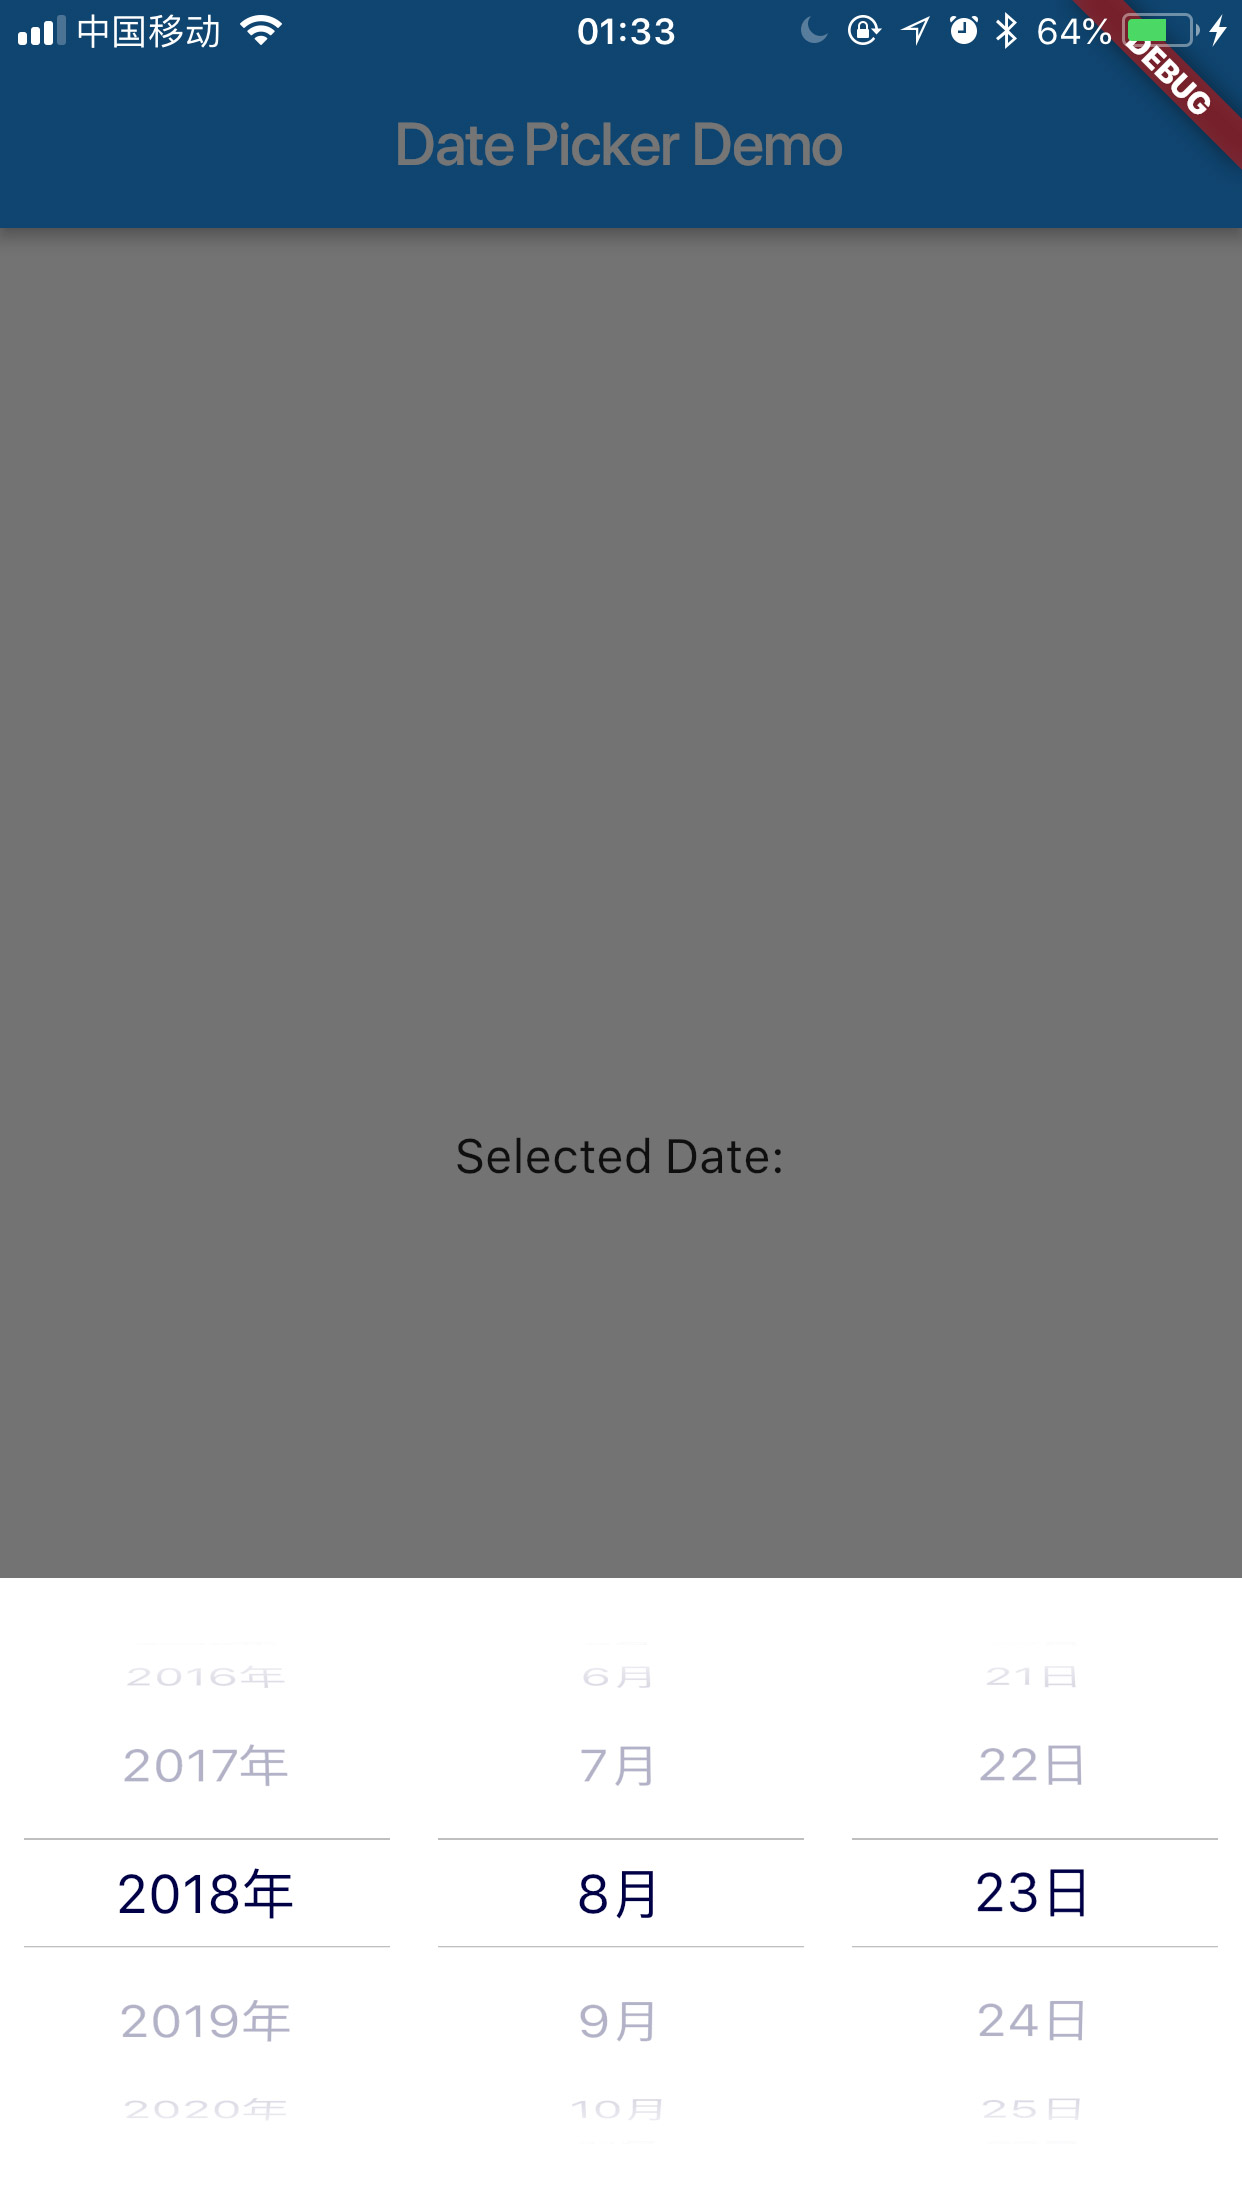 中国移动 01:33 64%
DEBUG
Date Picker Demo
Selected Date:
2016年 6月 21日
2017年 7月 22日
2018年 8月 23日
2019年 9月 24日
2020年 10月 25日